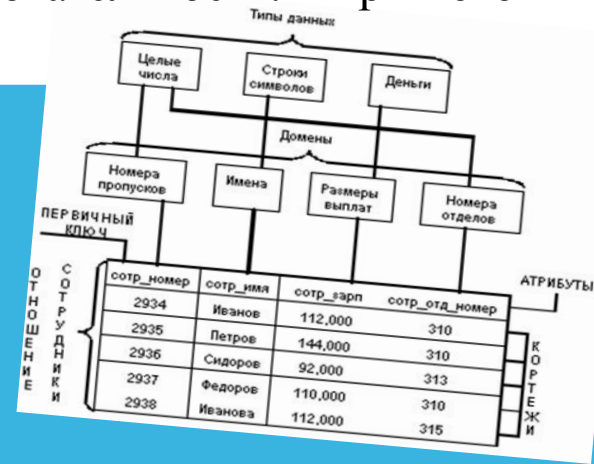 Типы данных
Целые числа
Строки символов
Деньги
Домены
Номера пропусков
Имена
Размеры выплат
Номера отделов
ПЕРВИЧНЫЙ КЛЮЧ
АТРИБУТЫ
ОТНОШЕНИЕ
СОТРУДНИКИ
сотр_номер сотр_имя сотр_зарп сотр_отд_номер
2934 Иванов 112,000 310
2935 Петров 144,000 310
2936 Сидоров 92,000 313
2937 Федоров 110,000 310
2938 Иванова 112,000 315
КОРТЕЖИ